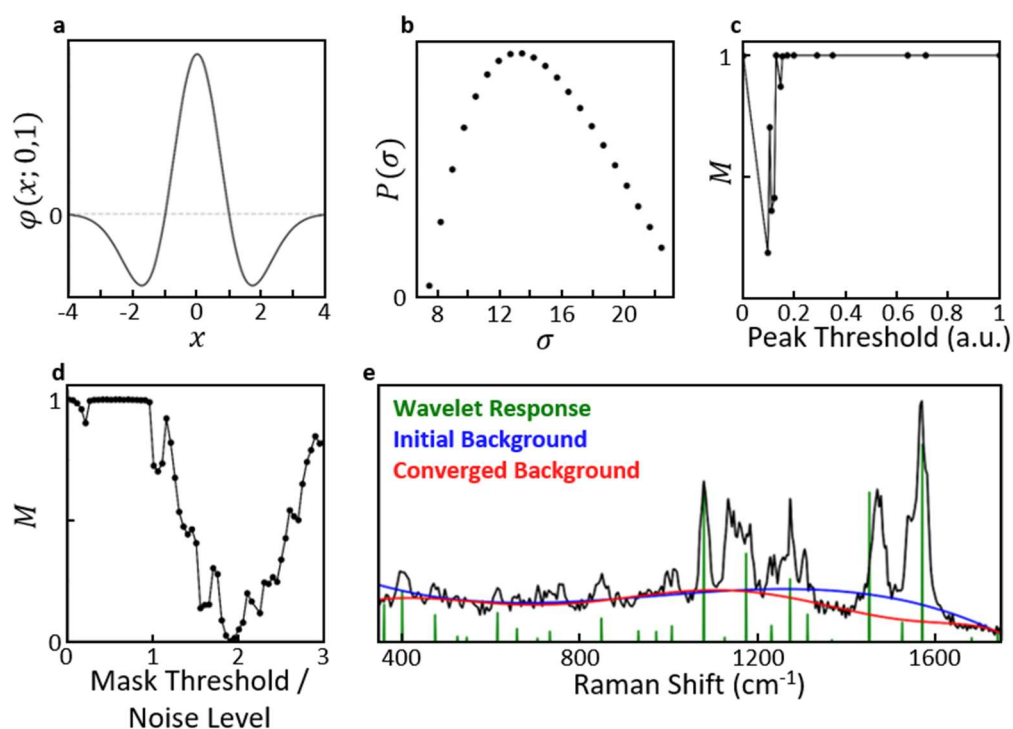 a
φ(x; 0,1)
0
-4 -2 0 2 4
x
b
P(σ)
0
8 12 16 20
σ
c
1
M
0 0.2 0.4 0.6 0.8 1
Peak Threshold (a.u.)
d
1
M
0
0 1 2 3
Mask Threshold /
Noise Level
e
Wavelet Response
Initial Background
Converged Background
400 800 1200 1600
Raman Shift (cm⁻¹)